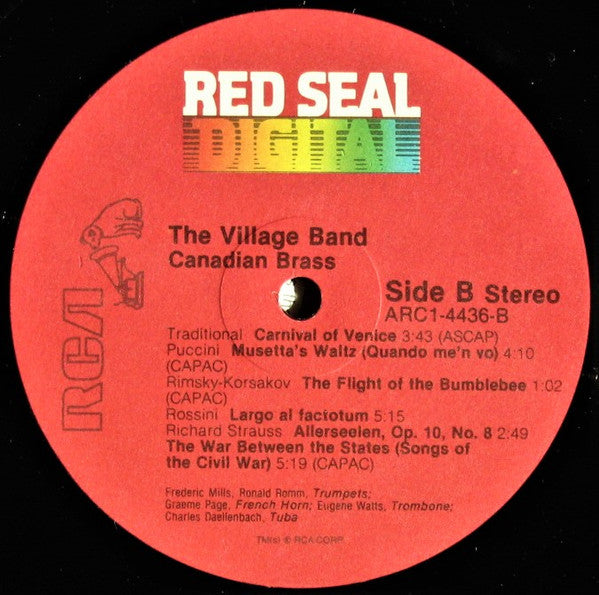 RED SEAL
DIGITAL
RCA
The Village Band
Canadian Brass
Side B Stereo
ARC1-4436-B
Traditional Carnival of Venice 3:43 (ASCAP)
Puccini Musetta's Waltz (Quando me'n vo) 4:10
(CAPAC)
Rimsky-Korsakov The Flight of the Bumblebee 1:02
(CAPAC)
Rossini Largo al faciotum 5:15
Richard Strauss Allerseelen, Op. 10, No. 8 2:49
The War Between the States (Songs of
the Civil War) 5:19 (CAPAC)
Frederic Mills, Ronald Romm, Trumpets;
Graeme Page, French Horn; Eugene Watts, Trombone;
Charles Daellenbach, Tuba
TM(s) ® RCA CORP.